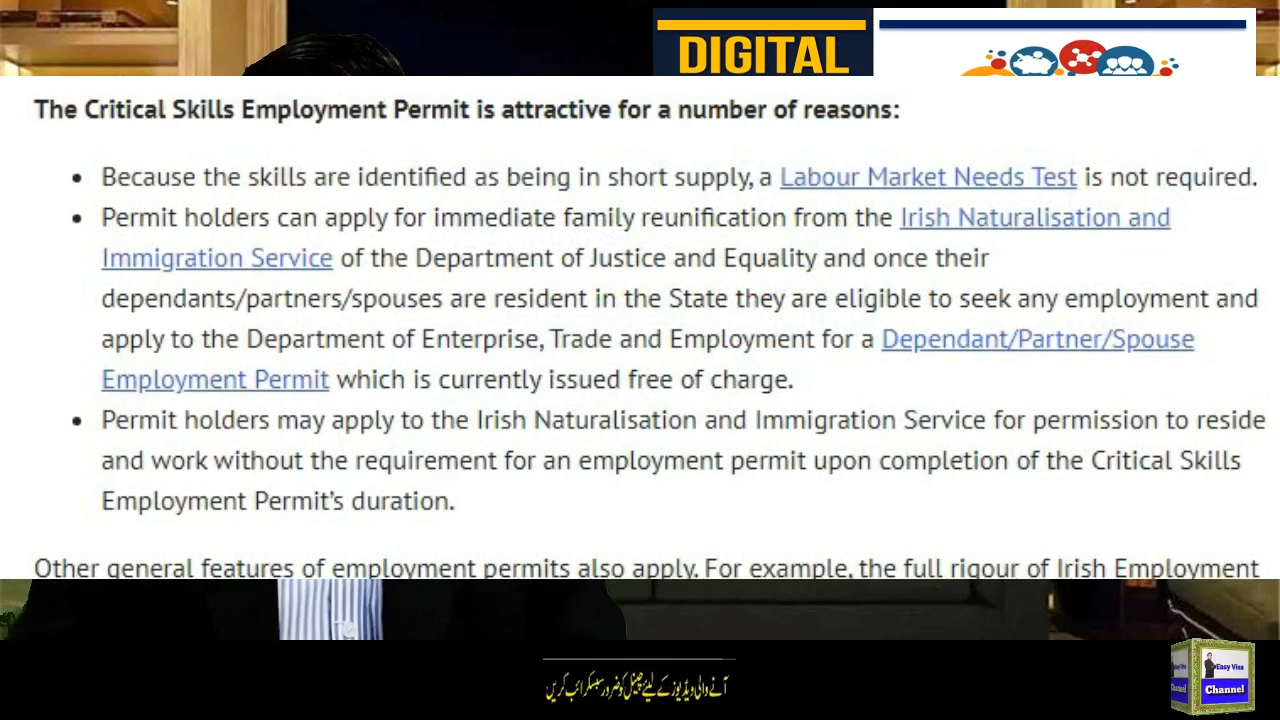 DIGITAL
The Critical Skills Employment Permit is attractive for a number of reasons:
• Because the skills are identified as being in short supply, a Labour Market Needs Test is not required.
• Permit holders can apply for immediate family reunification from the Irish Naturalisation and
Immigration Service of the Department of Justice and Equality and once their
dependants/partners/spouses are resident in the State they are eligible to seek any employment and
apply to the Department of Enterprise, Trade and Employment for a Dependant/Partner/Spouse
Employment Permit which is currently issued free of charge.
• Permit holders may apply to the Irish Naturalisation and Immigration Service for permission to reside
and work without the requirement for an employment permit upon completion of the Critical Skills
Employment Permit's duration.
Other general features of employment permits also apply. For example, the full rigour of Irish Employment
آنے والی ویڈیوز کے لیئے چینل کو ضرور سبسکرائب کریں
Easy Visa
Channel